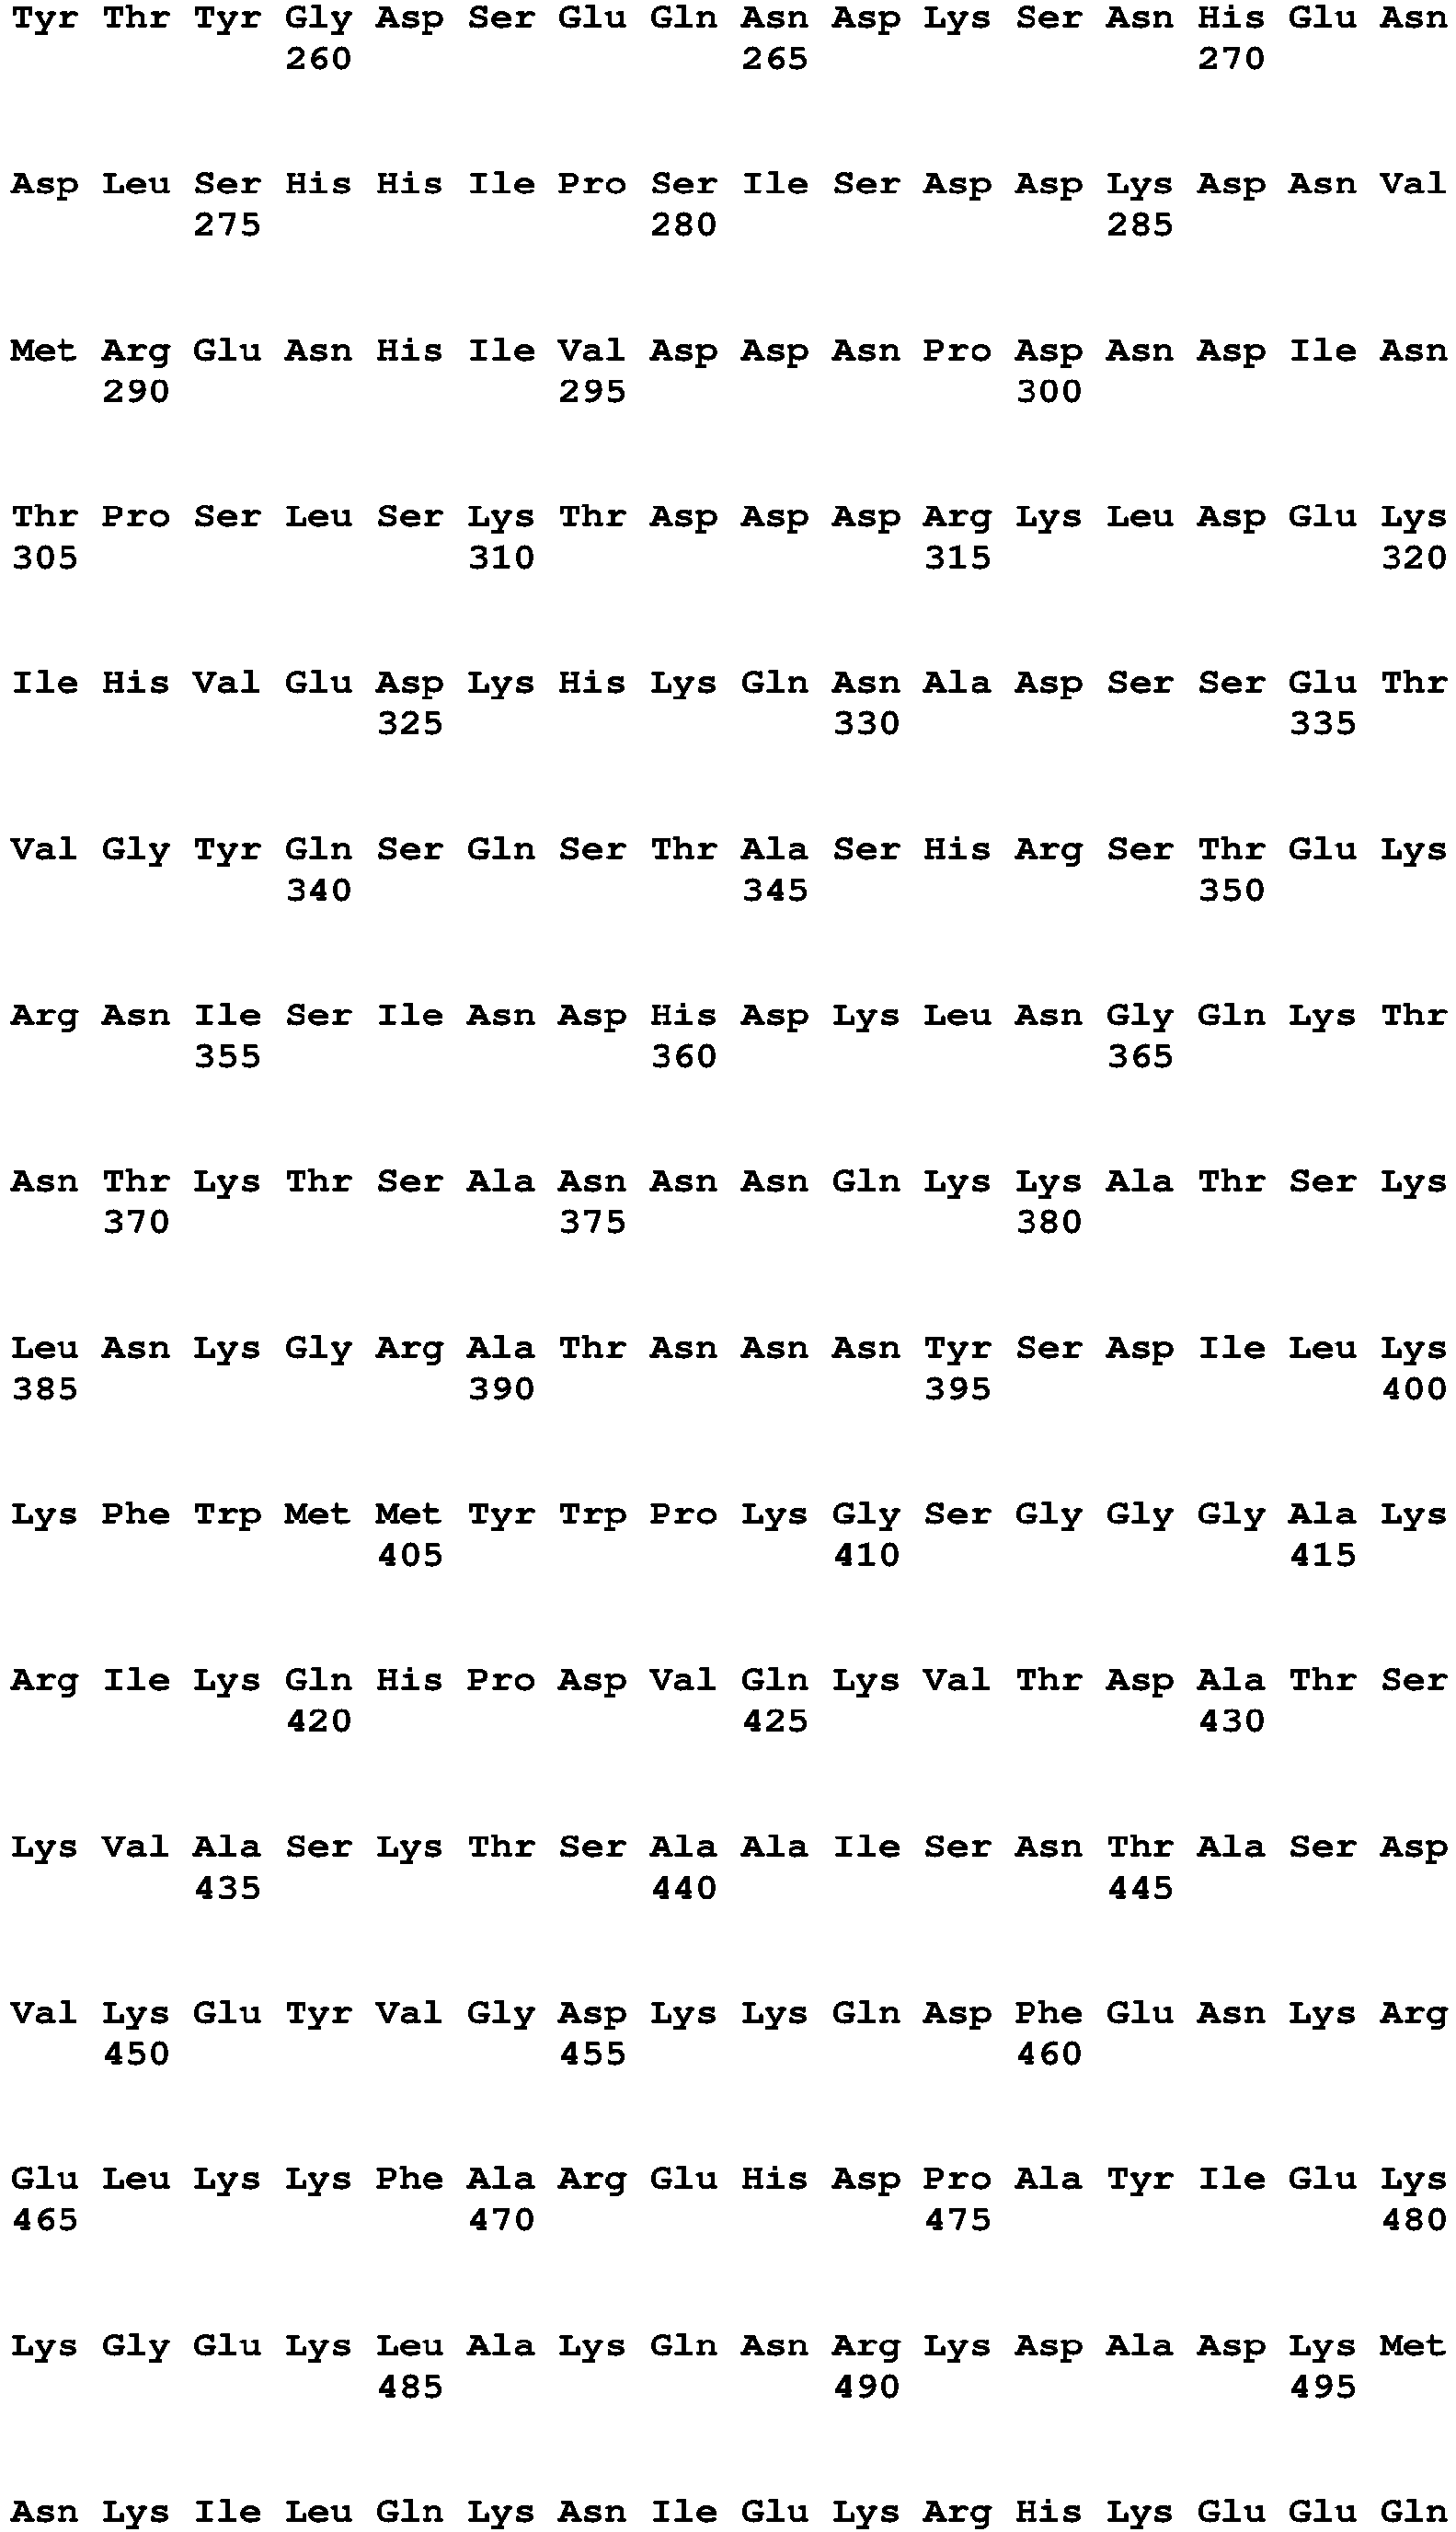 Tyr Thr Tyr Gly Asp Ser Glu Gln Asn Asp Lys Ser Asn His Glu Asn
260 265 270
Asp Leu Ser His His Ile Pro Ser Ile Ser Asp Asp Lys Asp Asn Val
275 280 285
Met Arg Glu Asn His Ile Val Asp Asp Asn Pro Asp Asn Asp Ile Asn
290 295 300
Thr Pro Ser Leu Ser Lys Thr Asp Asp Asp Arg Lys Leu Asp Glu Lys
305 310 315 320
Ile His Val Glu Asp Lys His Lys Gln Asn Ala Asp Ser Ser Glu Thr
325 330 335
Val Gly Tyr Gln Ser Gln Ser Thr Ala Ser His Arg Ser Thr Glu Lys
340 345 350
Arg Asn Ile Ser Ile Asn Asp His Asp Lys Leu Asn Gly Gln Lys Thr
355 360 365
Asn Thr Lys Thr Ser Ala Asn Asn Asn Gln Lys Lys Ala Thr Ser Lys
370 375 380
Leu Asn Lys Gly Arg Ala Thr Asn Asn Asn Tyr Ser Asp Ile Leu Lys
385 390 395 400
Lys Phe Trp Met Met Tyr Trp Pro Lys Gly Ser Gly Gly Gly Ala Lys
405 410 415
Arg Ile Lys Gln His Pro Asp Val Gln Lys Val Thr Asp Ala Thr Ser
420 425 430
Lys Val Ala Ser Lys Thr Ser Ala Ala Ile Ser Asn Thr Ala Ser Asp
435 440 445
Val Lys Glu Tyr Val Gly Asp Lys Lys Gln Asp Phe Glu Asn Lys Arg
450 455 460
Glu Leu Lys Lys Phe Ala Arg Glu His Asp Pro Ala Tyr Ile Glu Lys
465 470 475 480
Lys Gly Glu Lys Leu Ala Lys Gln Asn Arg Lys Asp Ala Asp Lys Met
485 490 495
Asn Lys Ile Leu Gln Lys Asn Ile Glu Lys Arg His Lys Glu Glu Gln